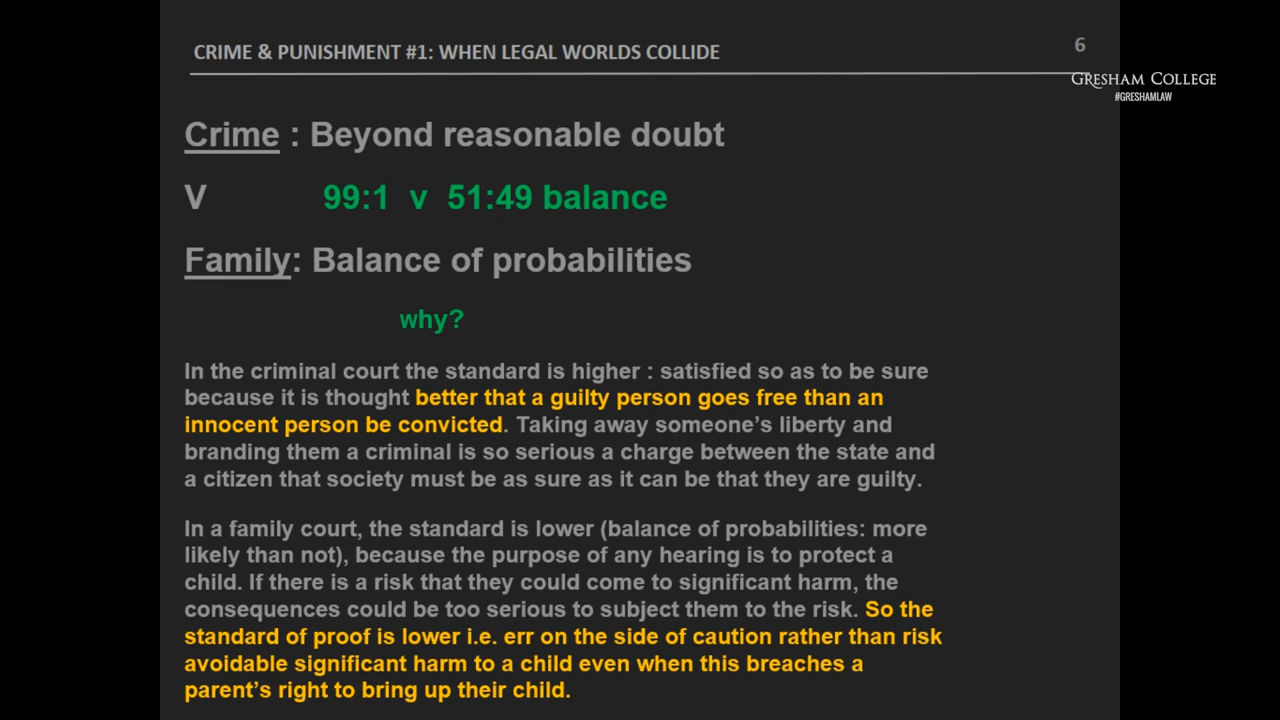 CRIME & PUNISHMENT #1: WHEN LEGAL WORLDS COLLIDE
6
GRESHAM COLLEGE
#GRESHAMLAW
Crime : Beyond reasonable doubt
V 99:1 v 51:49 balance
Family: Balance of probabilities
why?
In the criminal court the standard is higher : satisfied so as to be sure
because it is thought better that a guilty person goes free than an
innocent person be convicted. Taking away someone’s liberty and
branding them a criminal is so serious a charge between the state and
a citizen that society must be as sure as it can be that they are guilty.
In a family court, the standard is lower (balance of probabilities: more
likely than not), because the purpose of any hearing is to protect a
child. If there is a risk that they could come to significant harm, the
consequences could be too serious to subject them to the risk. So the
standard of proof is lower i.e. err on the side of caution rather than risk
avoidable significant harm to a child even when this breaches a
parent’s right to bring up their child.